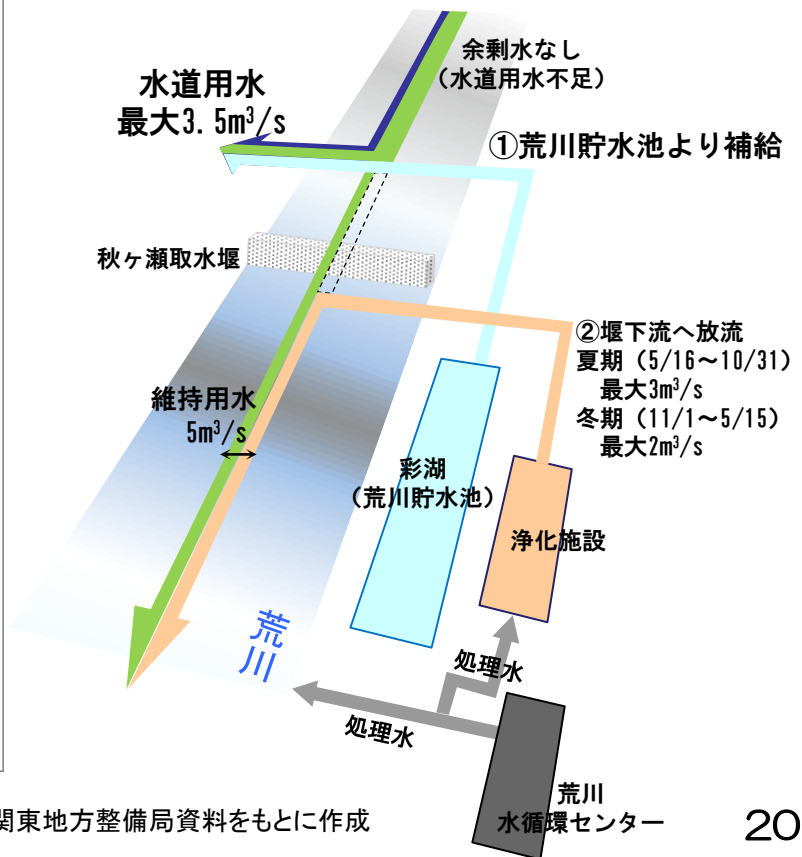 余剰水なし
（水道用水不足）
水道用水
最大3.5m³/s
①荒川貯水池より補給
秋ヶ瀬取水堰
②堰下流へ放流
夏期（5/16～10/31）
最大3m³/s
冬期（11/1～5/15）
最大2m³/s
維持用水
5m³/s
彩湖
（荒川貯水池）
浄化施設
荒川
処理水
処理水
荒川
水循環センター
関東地方整備局資料をもとに作成
20